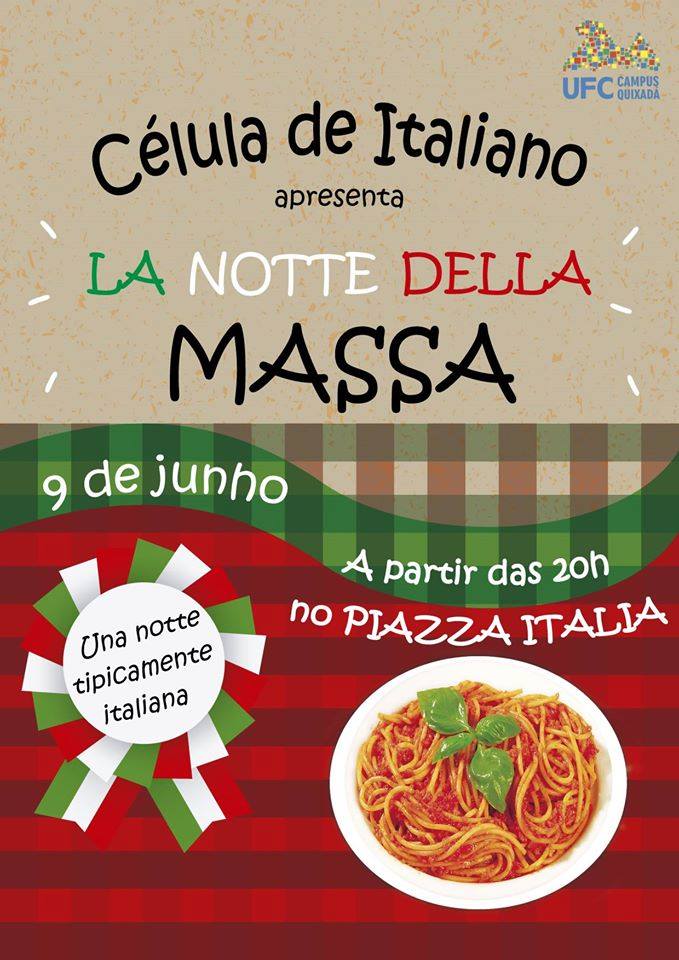 UFC CAMPUS
QUIXADÁ
Célula de Italiano
apresenta
LA NOTTE DELLA
MASSA
9 de junho
A partir das 20h
no PIAZZA ITALIA
Una notte
tipicamente
italiana